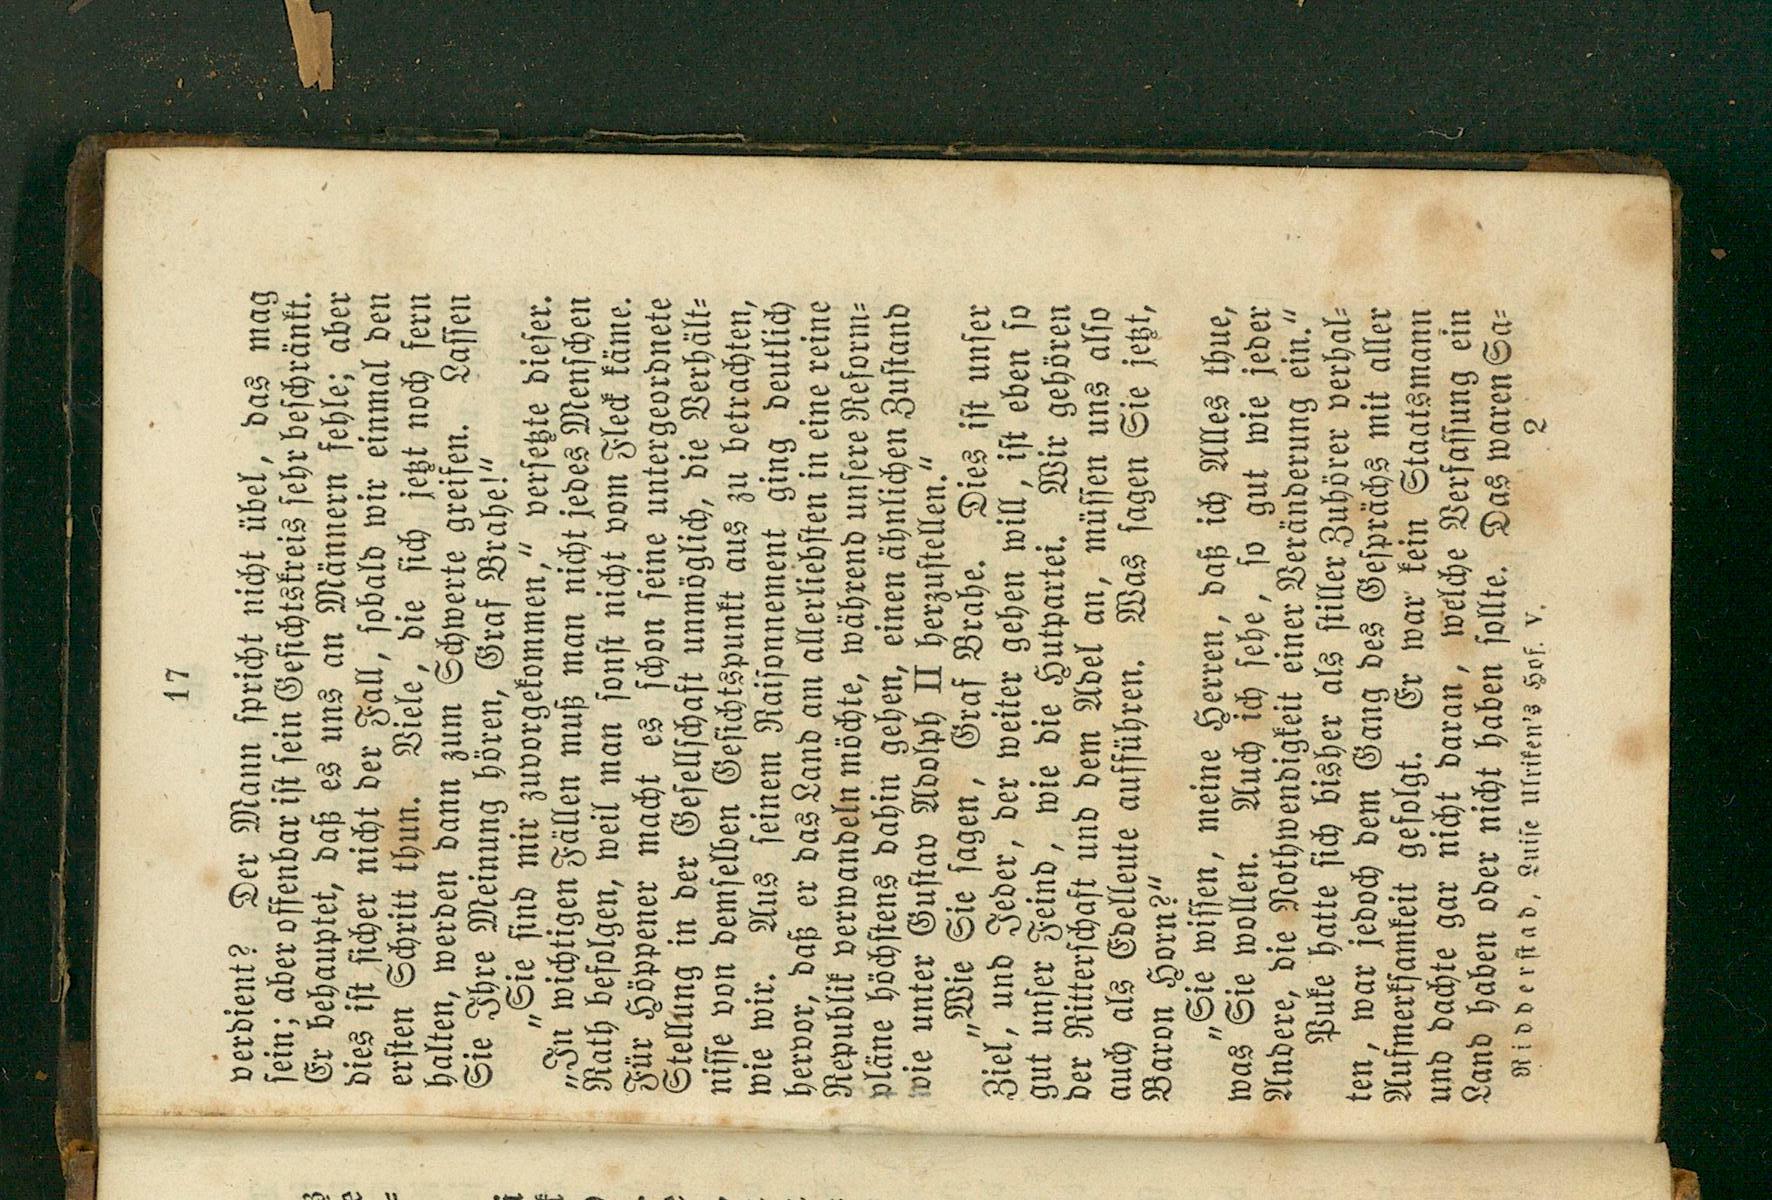 17
verdient? Der Mann spricht nicht übel, das mag
sein; aber offenbar ist sein Gesichtskreis sehr beschränkt.
Er behauptet, daß es uns an Männern fehle; aber
dies ist sicher nicht der Fall, sobald wir einmal den
ersten Schritt thun. Viele, die sich jetzt noch fern
halten, werden dann zum Schwerte greifen. Lassen
Sie Ihre Meinung hören, Graf Brahe!“
„Sie sind mir zuvorgekommen,“ versetzte dieser.
„In wichtigen Fällen muß man nicht jedes Menschen
Rath befolgen, weil man sonst nicht vom Fleck käme.
Für Höppener macht es schon seine untergeordnete
Stellung in der Gesellschaft unmöglich, die Verhält-
nisse von demselben Gesichtspunkt aus zu betrachten,
wie wir. Aus seinem Raisonnement ging deutlich
hervor, daß er das Land am allerliebsten in eine reine
Republik verwandeln möchte, während unsere Reform-
pläne höchstens dahin gehen, einen ähnlichen Zustand
wie unter Gustav Adolph II herzustellen.“
„Wie Sie sagen, Graf Brahe. Dies ist unser
Ziel, und Jeder, der weiter gehen will, ist eben so
gut unser Feind, wie die Hutpartei. Wir gehören
der Ritterschaft und dem Adel an, müssen uns also
auch als Edelleute aufführen. Was sagen Sie jetzt,
Baron Horn?“
„Sie wissen, meine Herren, daß ich Alles thue,
was Sie wollen. Auch ich sehe, so gut wie jeder
Andere, die Nothwendigkeit einer Veränderung ein.“
Puke hatte sich bisher als stiller Zuhörer verhal-
ten, war jedoch dem Gang des Gesprächs mit aller
Aufmerksamkeit gefolgt. Er war kein Staatsmann
und dachte gar nicht daran, welche Verfassung ein
Land haben oder nicht haben sollte. Das waren Sa-
Ridderstad, Luise Ulriken's Hof. V. 2